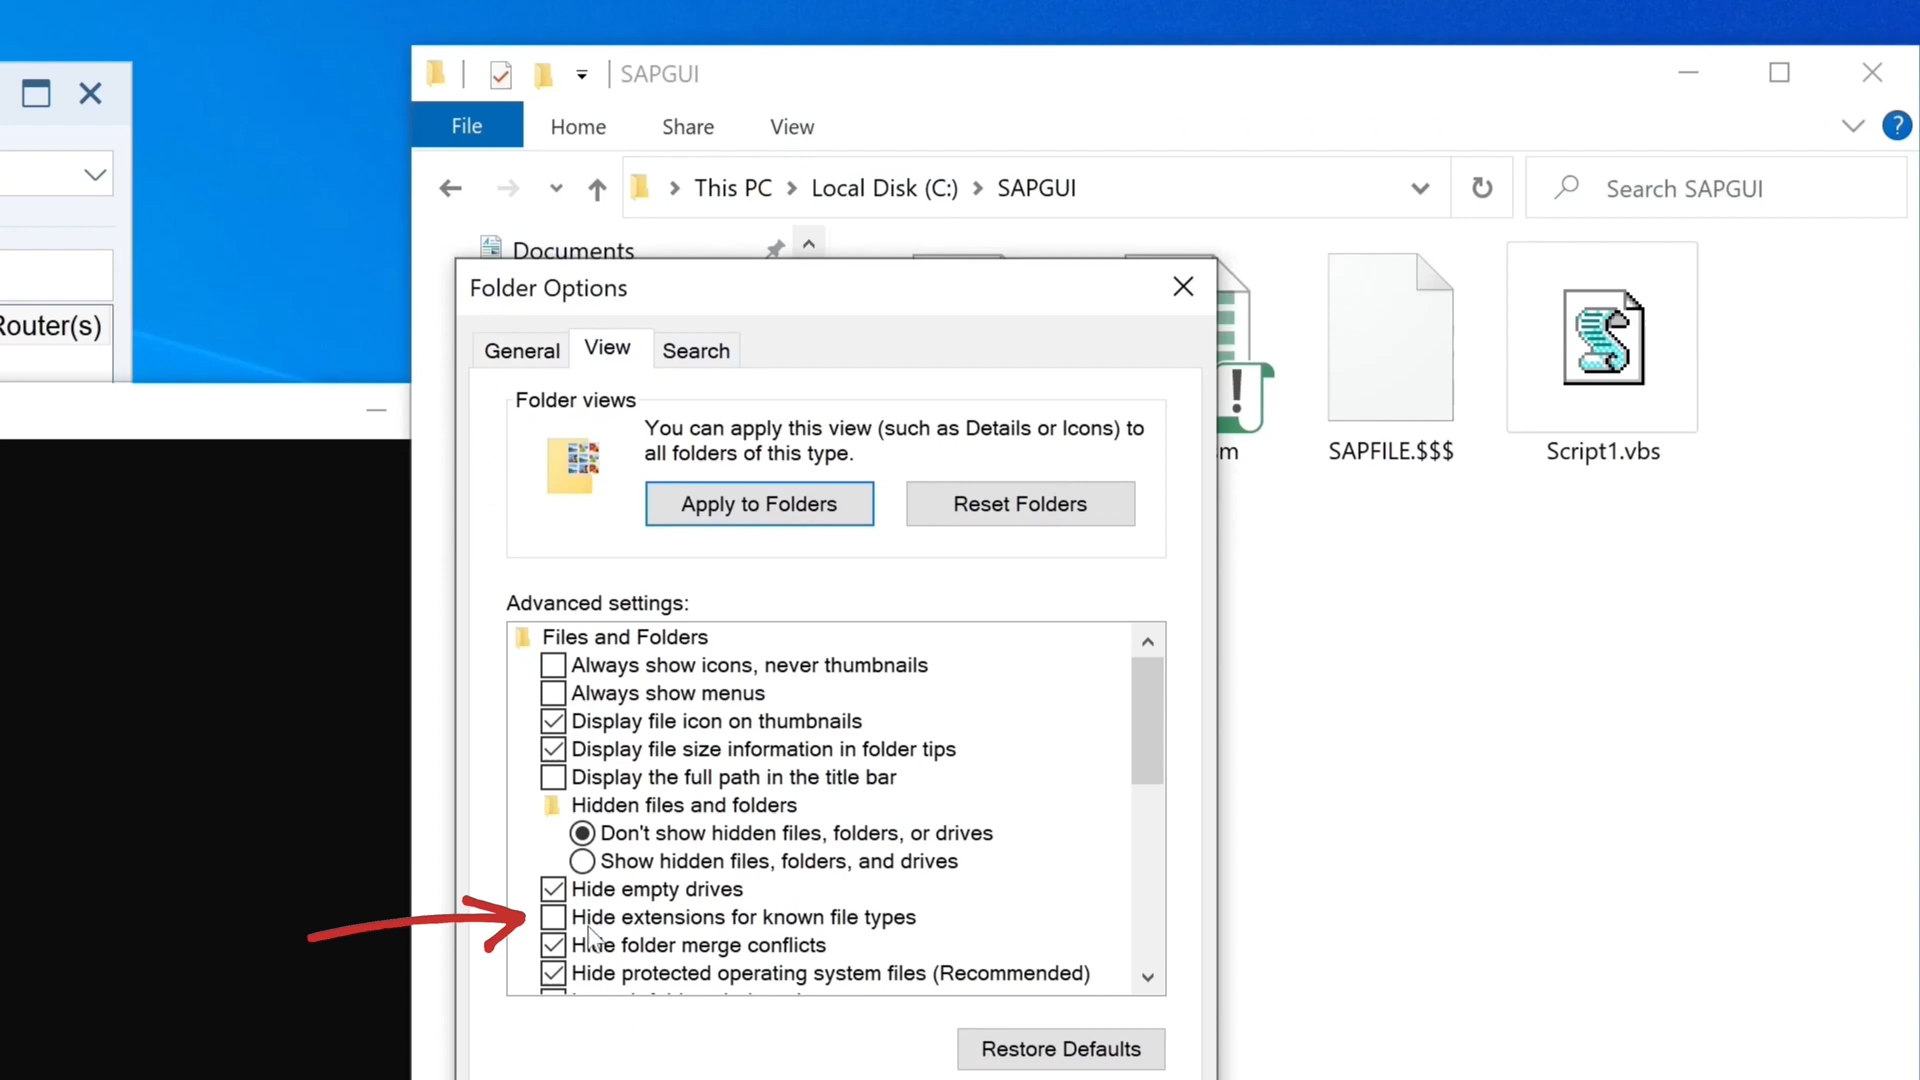 SAPGUI
File Home Share View
?
This PC Local Disk (C:) SAPGUI
Search SAPGUI
Documents
Router(s)
Folder Options
General View Search
Folder views
You can apply this view (such as Details or Icons) to
all folders of this type.
Apply to Folders Reset Folders
SAPFILE.$$$
Script1.vbs
Advanced settings:
Files and Folders
Always show icons, never thumbnails
Always show menus
Display file icon on thumbnails
Display file size information in folder tips
Display the full path in the title bar
Hidden files and folders
Don't show hidden files, folders, or drives
Show hidden files, folders, and drives
Hide empty drives
Hide extensions for known file types
Hide folder merge conflicts
Hide protected operating system files (Recommended)
Restore Defaults